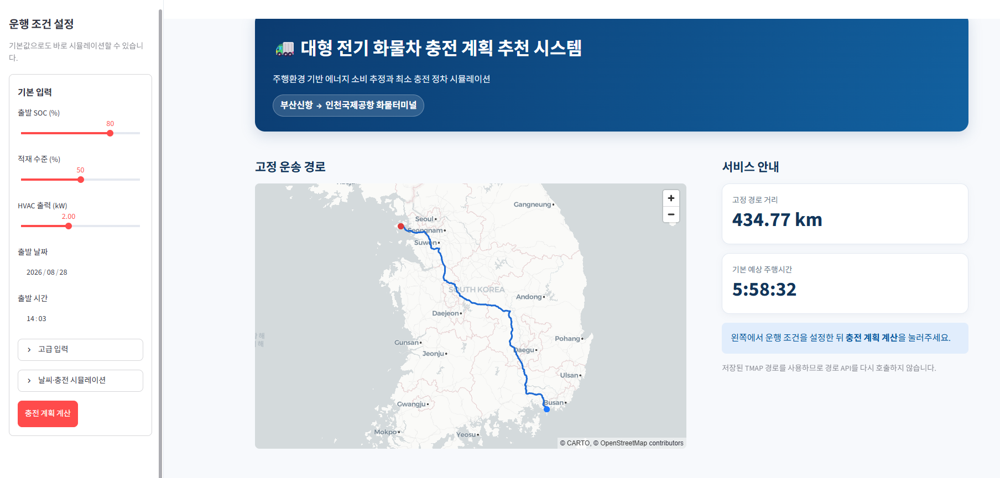 운행 조건 설정
기본값으로도 바로 시뮬레이션할 수 있습니
다.
기본 입력
출발 SOC (%)
80
적재 수준 (%)
50
HVAC 출력 (kW)
2.00
출발 날짜
2026 / 08 / 28
출발 시간
14 : 03
고급 입력
날씨·충전 시뮬레이션
충전 계획 계산
대형 전기 화물차 충전 계획 추천 시스템
주행환경 기반 에너지 소비 추정과 최소 충전 정차 시뮬레이션
부산신항 → 인천국제공항 화물터미널
고정 운송 경로
Gangneung
Seoul
Seongnam
Suwon
SOUTH KOREA
Andong
Daejeon
Pohang
Gunsan
Daegu
Jeonju
Ulsan
Busan
Gwangju
Mokpo
Yeosu
+
−
© CARTO, © OpenStreetMap contributors
서비스 안내
고정 경로 거리
434.77 km
기본 예상 주행시간
5:58:32
왼쪽에서 운행 조건을 설정한 뒤 충전 계획 계산을 눌러주세요.
저장된 TMAP 경로를 사용하므로 경로 API를 다시 호출하지 않습니다.